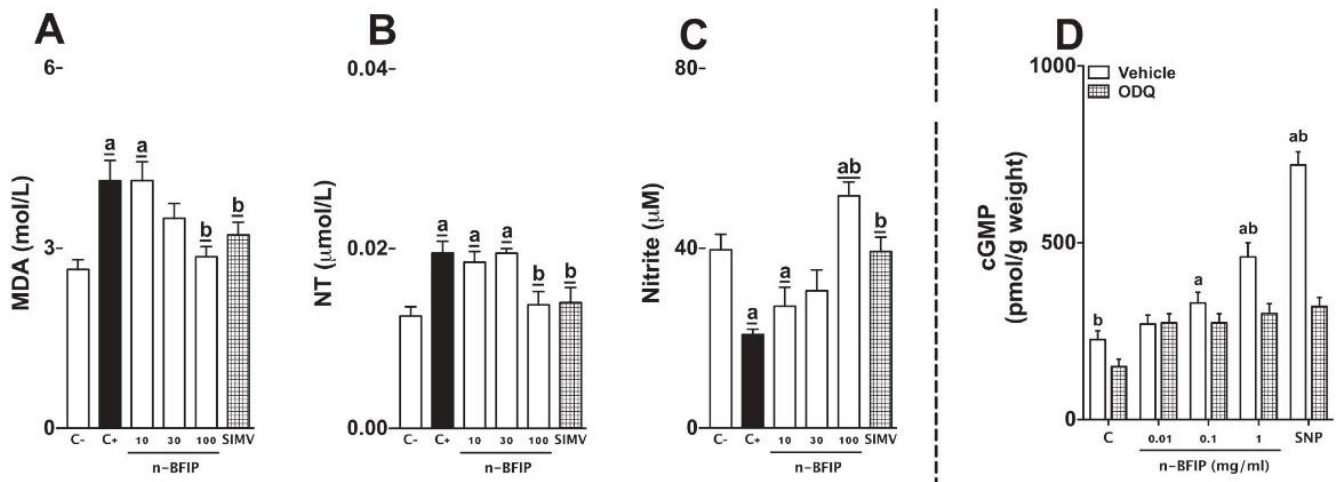 A
MDA (mol/L)
6
3
0
a
a
b
b
C-
C+
10
30
100
SIMV
n-BFIP
B
NT (μmol/L)
0.04
0.02
0.00
a
a
a
b
b
C-
C+
10
30
100
SIMV
n-BFIP
C
Nitrite (μM)
80
40
0
a
a
ab
b
C-
C+
10
30
100
SIMV
n-BFIP
D
cGMP
(pmol/g weight)
1000
500
0
Vehicle
ODQ
b
a
ab
ab
C
0.01
0.1
1
SNP
n-BFIP (mg/ml)